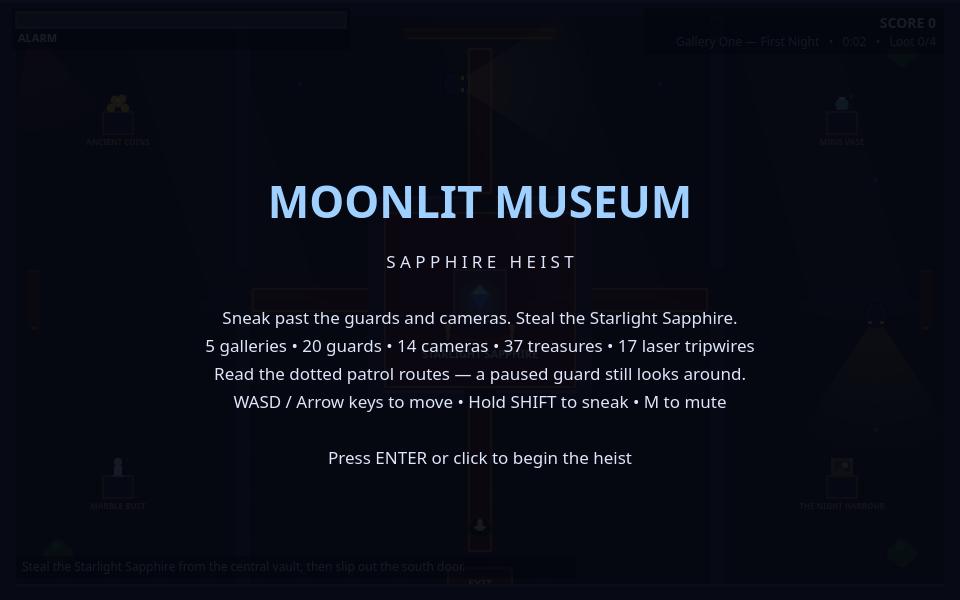 SCORE 0
ALARM
Gallery One — First Night • 0:02 • Loot 0/4
ANCIENT COINS
MING VASE
MOONLIT MUSEUM
SAPPHIRE HEIST
Sneak past the guards and cameras. Steal the Starlight Sapphire.
5 galleries • 20 guards • 14 cameras • 37 treasures • 17 laser tripwires
STARLIGHT SAPPHIRE
Read the dotted patrol routes — a paused guard still looks around.
WASD / Arrow keys to move • Hold SHIFT to sneak • M to mute
Press ENTER or click to begin the heist
MARBLE BUST
THE NIGHT HARBOUR
Steal the Starlight Sapphire from the central vault, then slip out the south door.
EXIT